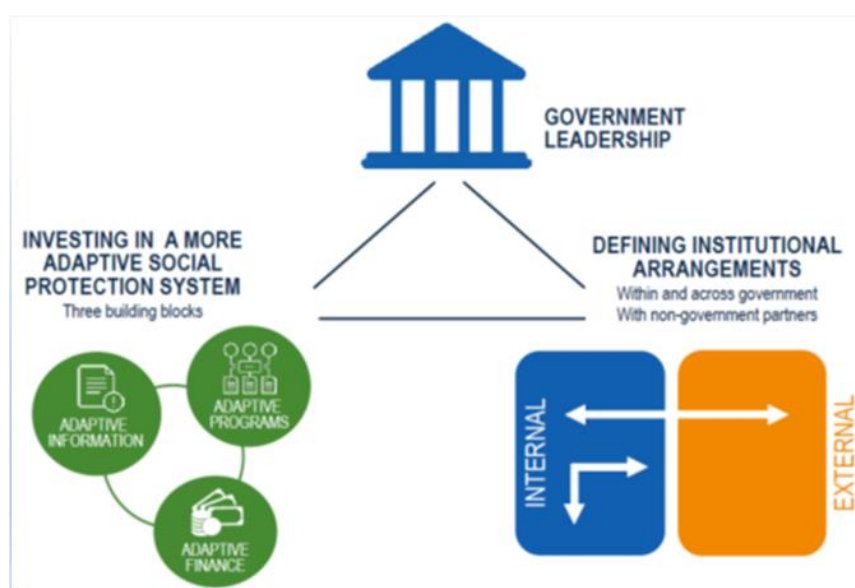 GOVERNMENT
LEADERSHIP
INVESTING IN A MORE
ADAPTIVE SOCIAL
PROTECTION SYSTEM
Three building blocks
DEFINING INSTITUTIONAL
ARRANGEMENTS
Within and across government
With non-government partners
ADAPTIVE
INFORMATION
ADAPTIVE
PROGRAMS
ADAPTIVE
FINANCE
INTERNAL
EXTERNAL